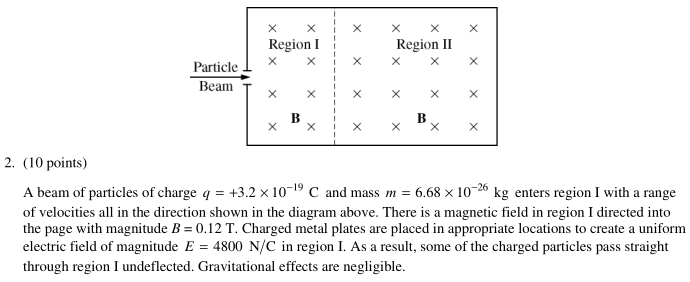 Region I
Region II
Particle
Beam
B
B
2. (10 points)
A beam of particles of charge q = +3.2 × 10⁻¹⁹ C and mass m = 6.68 × 10⁻²⁶ kg enters region I with a range
of velocities all in the direction shown in the diagram above. There is a magnetic field in region I directed into
the page with magnitude B = 0.12 T. Charged metal plates are placed in appropriate locations to create a uniform
electric field of magnitude E = 4800 N/C in region I. As a result, some of the charged particles pass straight
through region I undeflected. Gravitational effects are negligible.